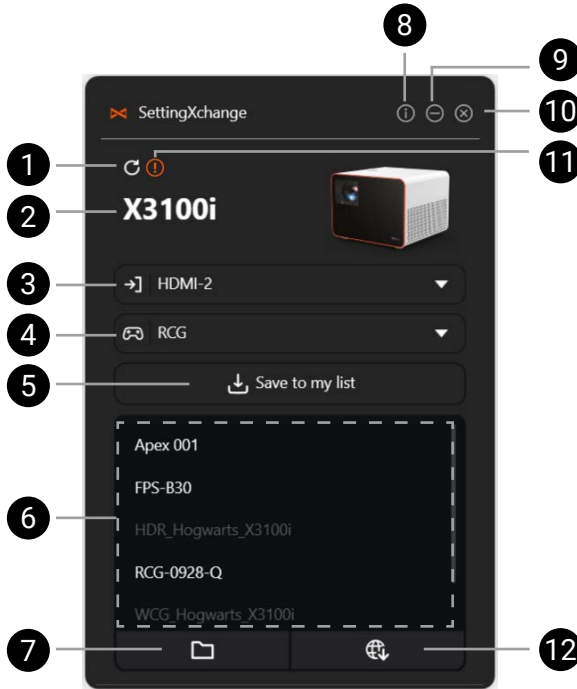 8
9
SettingXchange
10
1
11
2
X3100i
3
HDMI-2
4
RCG
5
Save to my list
Apex 001
FPS-B30
6
HDR_Hogwarts_X3100i
RCG-0928-Q
WCG_Hogwarts_X3100i
7
12